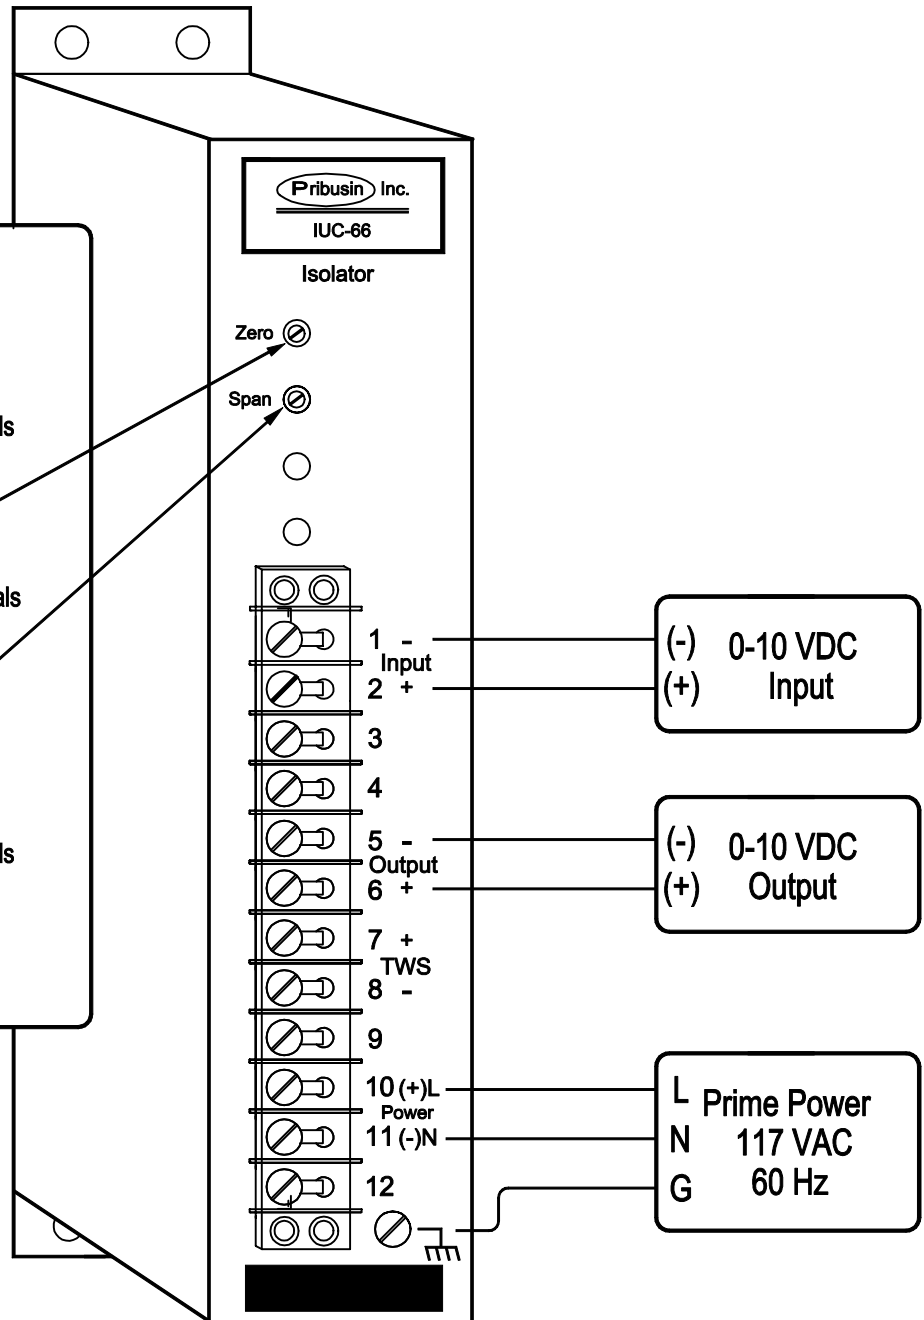 Pribusin Inc.
IUC-66
Isolator
Zero
Span
1 -
Input
2 +
3
4
5 -
Output
6 +
7 +
TWS
8 -
9
10 (+)L
Power
11 (-)N
12
(-) 0-10 VDC
(+) Input
(-) 0-10 VDC
(+) Output
L Prime Power
N 117 VAC
G 60 Hz